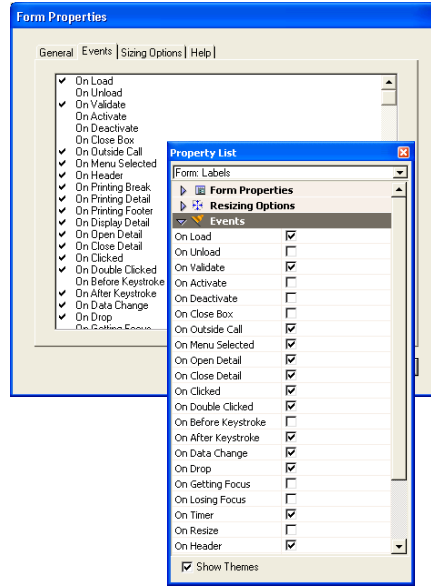 Form Properties
General
Events
Sizing Options
Help
On Load
On Unload
On Validate
On Activate
On Deactivate
On Close Box
On Outside Call
On Menu Selected
On Header
On Printing Break
On Printing Detail
On Printing Footer
On Display Detail
On Open Detail
On Close Detail
On Clicked
On Double Clicked
On Before Keystroke
On After Keystroke
On Data Change
On Drop
On Getting Focus
Property List
Form: Labels
Form Properties
Resizing Options
Events
On Load
On Unload
On Validate
On Activate
On Deactivate
On Close Box
On Outside Call
On Menu Selected
On Open Detail
On Close Detail
On Clicked
On Double Clicked
On Before Keystroke
On After Keystroke
On Data Change
On Drop
On Getting Focus
On Losing Focus
On Timer
On Resize
On Header
Show Themes